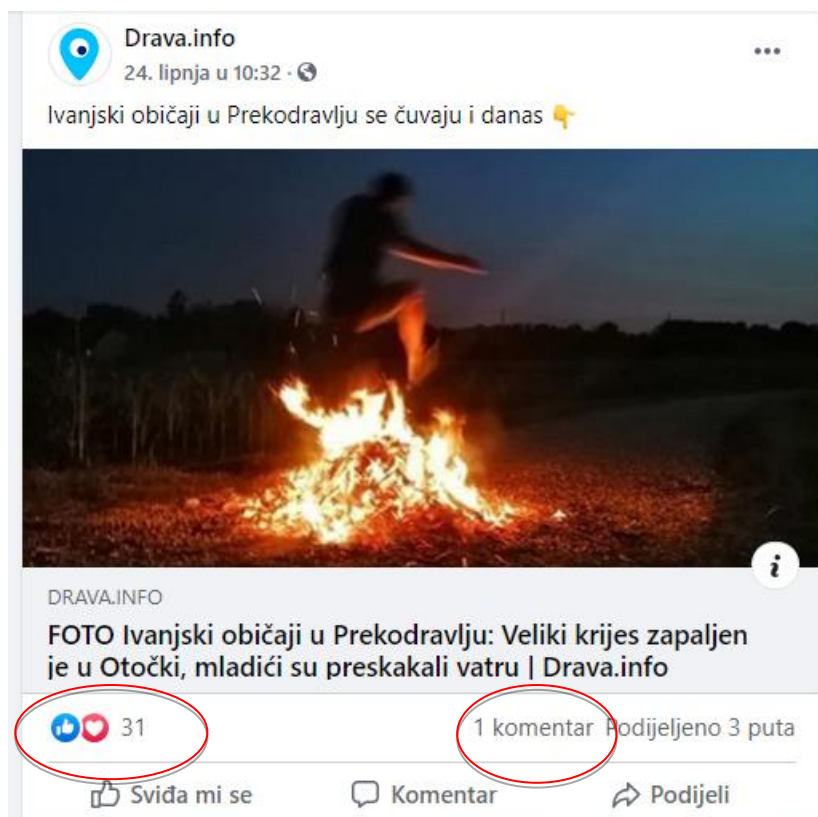 Drava.info
24. lipnja u 10:32 ·
Ivanjski običaji u Prekodravlju se čuvaju i danas 👇
DRAVA.INFO
FOTO Ivanjski običaji u Prekodravlju: Veliki krijes zapaljen
je u Otočki, mladići su preskakali vatru | Drava.info
31 1 komentar Podijeljeno 3 puta
Sviđa mi se Komentar Podijeli